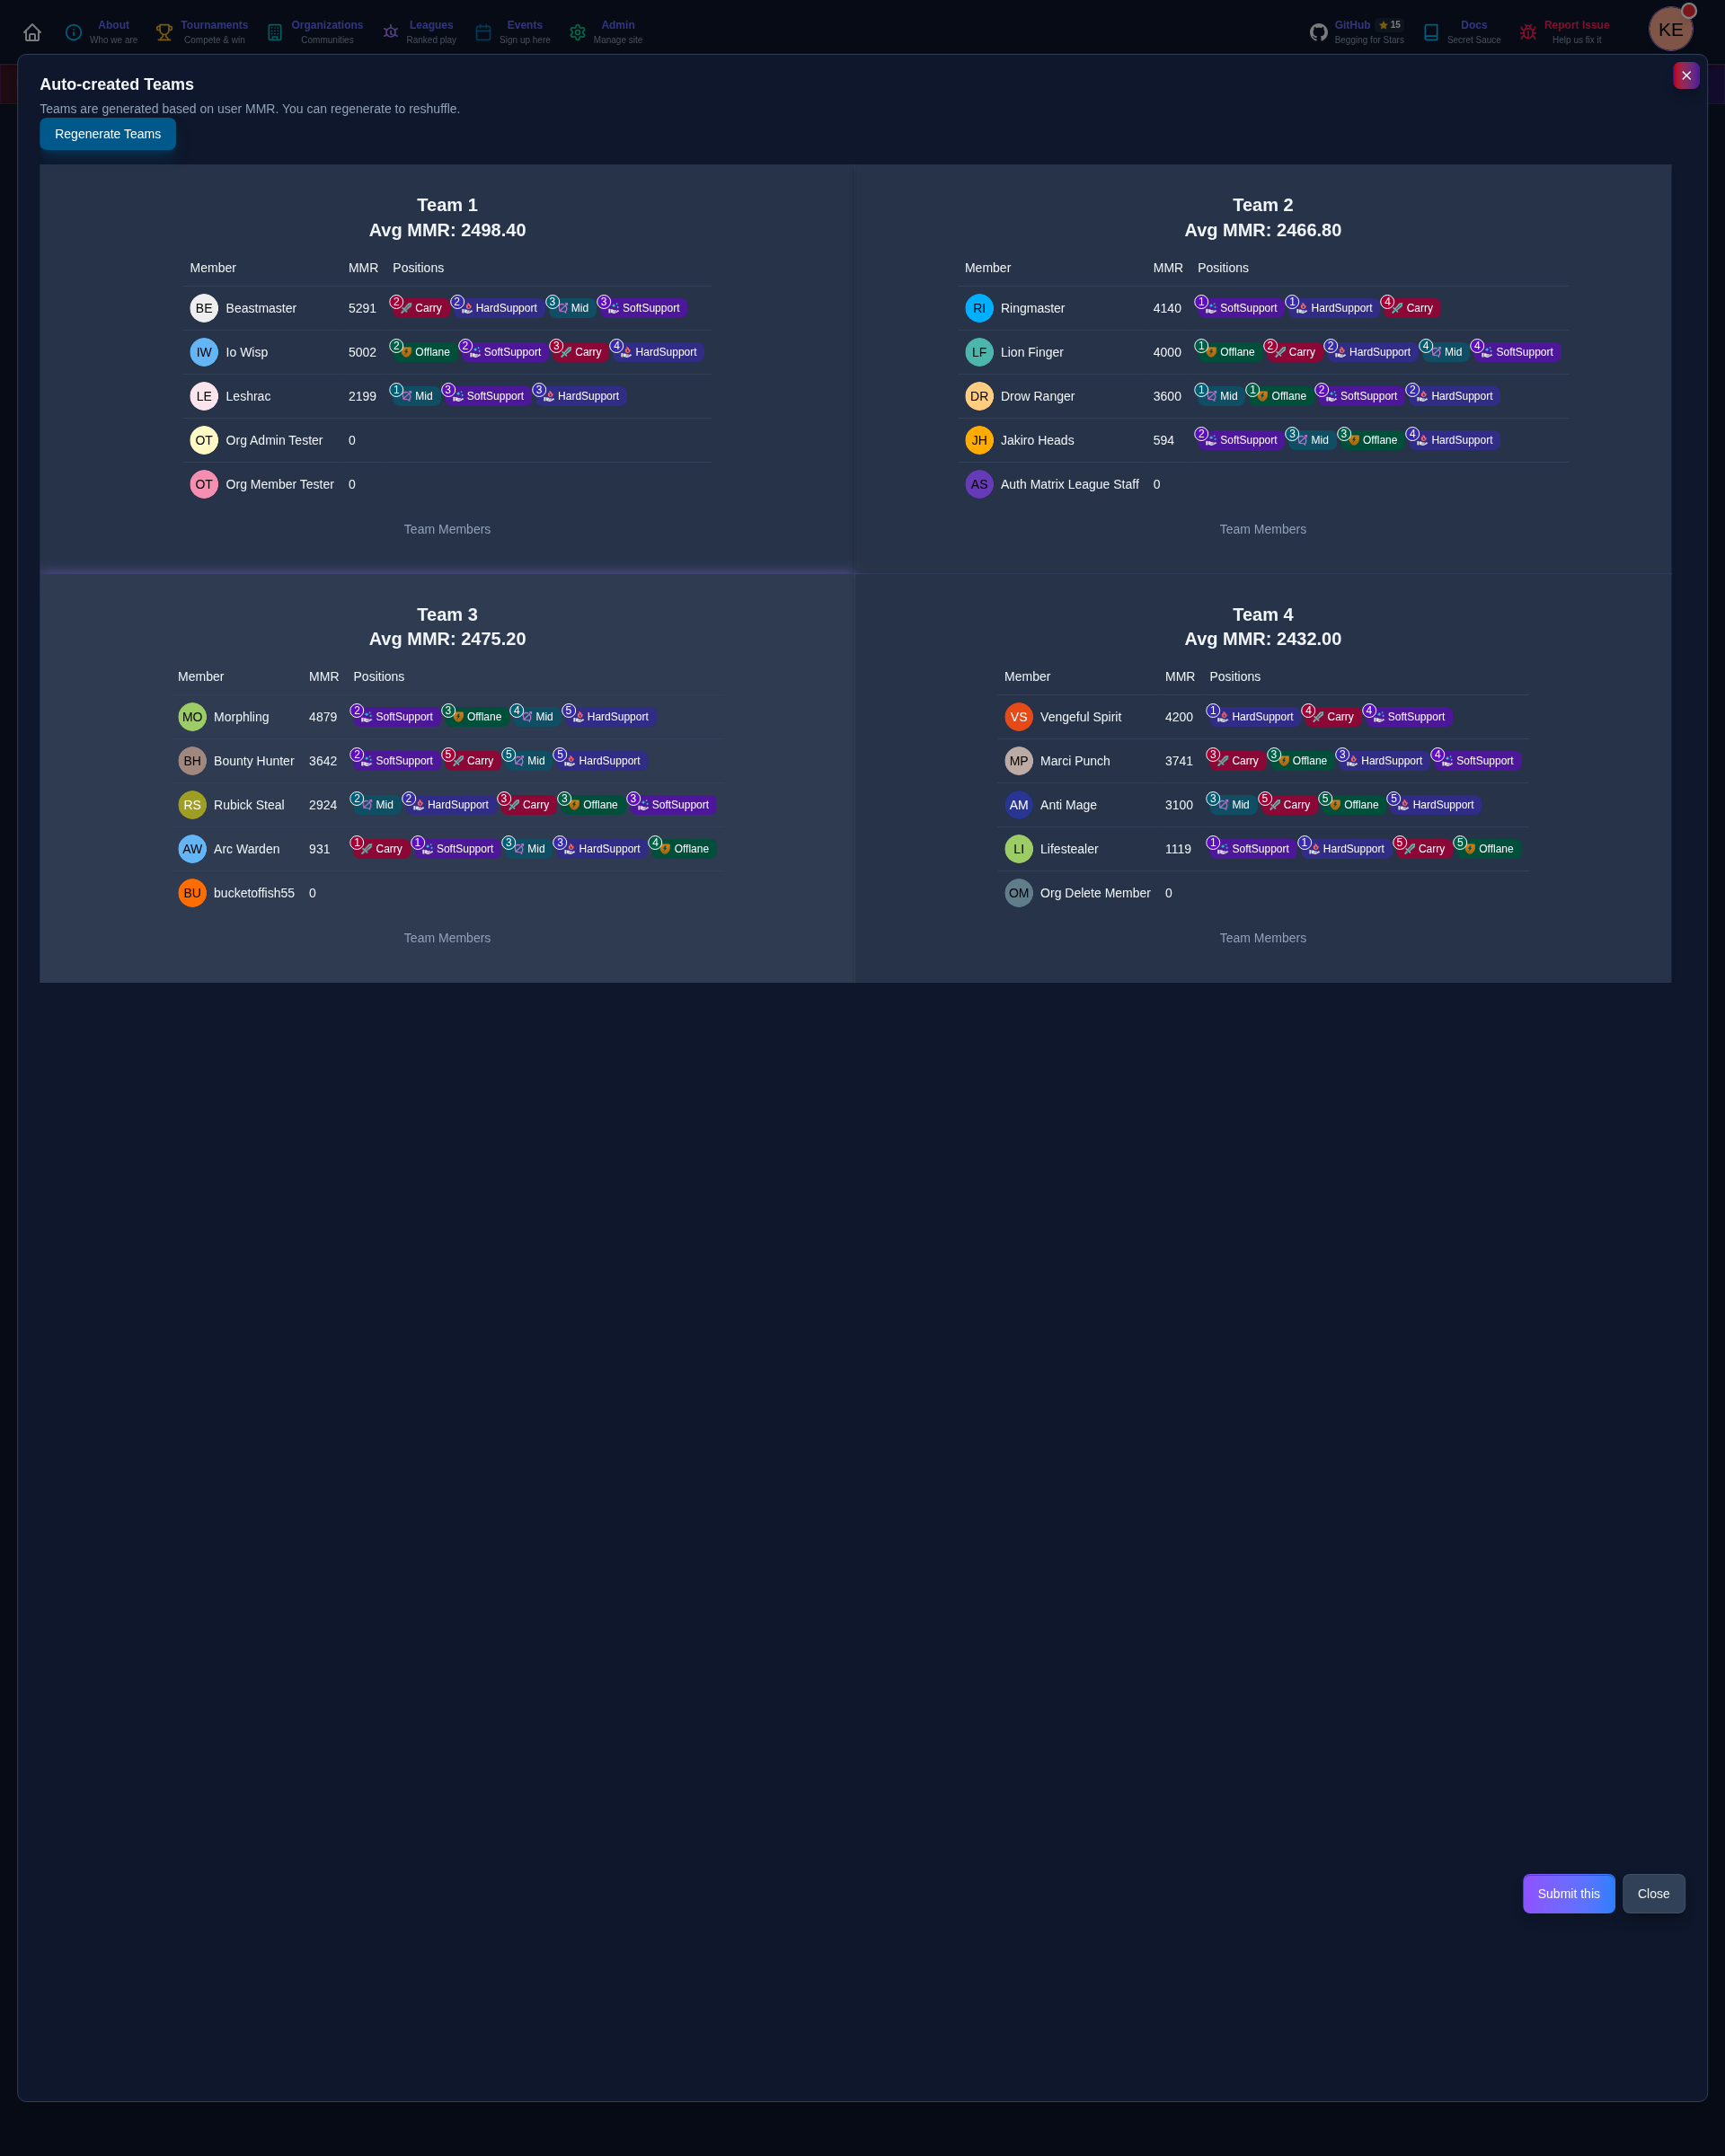 About
Who we are
Tournaments
Compete & win
Organizations
Communities
Leagues
Ranked play
Events
Sign up here
Admin
Manage site
GitHub 15
Begging for Stars
Docs
Secret Sauce
Report Issue
Help us fix it
KE
Auto-created Teams
Teams are generated based on user MMR. You can regenerate to reshuffle.
Regenerate Teams
Team 1
Avg MMR: 2498.40
Member MMR Positions
BE Beastmaster 5291 2 Carry 2 HardSupport 3 Mid 3 SoftSupport
IW Io Wisp 5002 2 Offlane 2 SoftSupport 3 Carry 4 HardSupport
LE Leshrac 2199 1 Mid 3 SoftSupport 3 HardSupport
OT Org Admin Tester 0
OT Org Member Tester 0
Team Members
Team 2
Avg MMR: 2466.80
Member MMR Positions
RI Ringmaster 4140 1 SoftSupport 1 HardSupport 4 Carry
LF Lion Finger 4000 1 Offlane 2 Carry 2 HardSupport 4 Mid 4 SoftSupport
DR Drow Ranger 3600 1 Mid 1 Offlane 2 SoftSupport 2 HardSupport
JH Jakiro Heads 594 2 SoftSupport 3 Mid 3 Offlane 4 HardSupport
AS Auth Matrix League Staff 0
Team Members
Team 3
Avg MMR: 2475.20
Member MMR Positions
MO Morphling 4879 2 SoftSupport 3 Offlane 4 Mid 5 HardSupport
BH Bounty Hunter 3642 2 SoftSupport 5 Carry 5 Mid 5 HardSupport
RS Rubick Steal 2924 2 Mid 2 HardSupport 3 Carry 3 Offlane 3 SoftSupport
AW Arc Warden 931 1 Carry 1 SoftSupport 3 Mid 3 HardSupport 4 Offlane
BU bucketoffish55 0
Team Members
Team 4
Avg MMR: 2432.00
Member MMR Positions
VS Vengeful Spirit 4200 1 HardSupport 4 Carry 4 SoftSupport
MP Marci Punch 3741 3 Carry 3 Offlane 3 HardSupport 4 SoftSupport
AM Anti Mage 3100 3 Mid 5 Carry 5 Offlane 5 HardSupport
LI Lifestealer 1119 1 SoftSupport 1 HardSupport 5 Carry 5 Offlane
OM Org Delete Member 0
Team Members
Submit this
Close